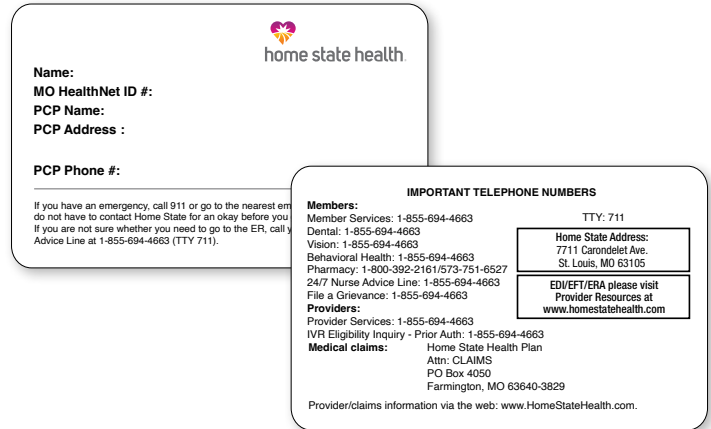 home state health.
Name:
MO HealthNet ID #:
PCP Name:
PCP Address :
PCP Phone #:
If you have an emergency, call 911 or go to the nearest em
do not have to contact Home State for an okay before you
If you are not sure whether you need to go to the ER, call y
Advice Line at 1-855-694-4663 (TTY 711).
IMPORTANT TELEPHONE NUMBERS
Members:
Member Services: 1-855-694-4663
TTY: 711
Dental: 1-855-694-4663
Vision: 1-855-694-4663
Behavioral Health: 1-855-694-4663
Pharmacy: 1-800-392-2161/573-751-6527
24/7 Nurse Advice Line: 1-855-694-4663
File a Grievance: 1-855-694-4663
Home State Address:
7711 Carondelet Ave.
St. Louis, MO 63105
EDI/EFT/ERA please visit
Provider Resources at
www.homestatehealth.com
Providers:
Provider Services: 1-855-694-4663
IVR Eligibility Inquiry - Prior Auth: 1-855-694-4663
Medical claims: Home State Health Plan
Attn: CLAIMS
PO Box 4050
Farmington, MO 63640-3829
Provider/claims information via the web: www.HomeStateHealth.com.